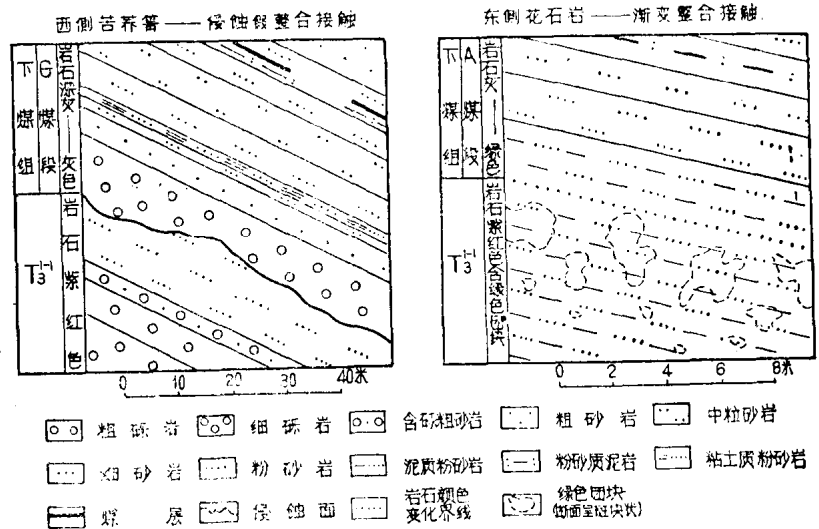 西侧苦荞箐——侵蚀假整合接触
东侧花石岩——渐变整合接触
下煤组
G煤段
岩石深灰——灰色
T₃¹⁻¹
岩石紫红色
0 10 20 30 40米
下煤组
A煤段
岩石灰——绿色
T₃¹⁻¹
岩石紫红色含绿色团块
0 2 4 6 8米
粗砾岩 细砾岩 含砾粗砂岩 粗砂岩 中粒砂岩
细砂岩 粉砂岩 泥质粉砂岩 粉砂质泥岩 粘土质粉砂岩
煤层 侵蚀面 岩石颜色变化界线 绿色团块
(断面呈斑块状)